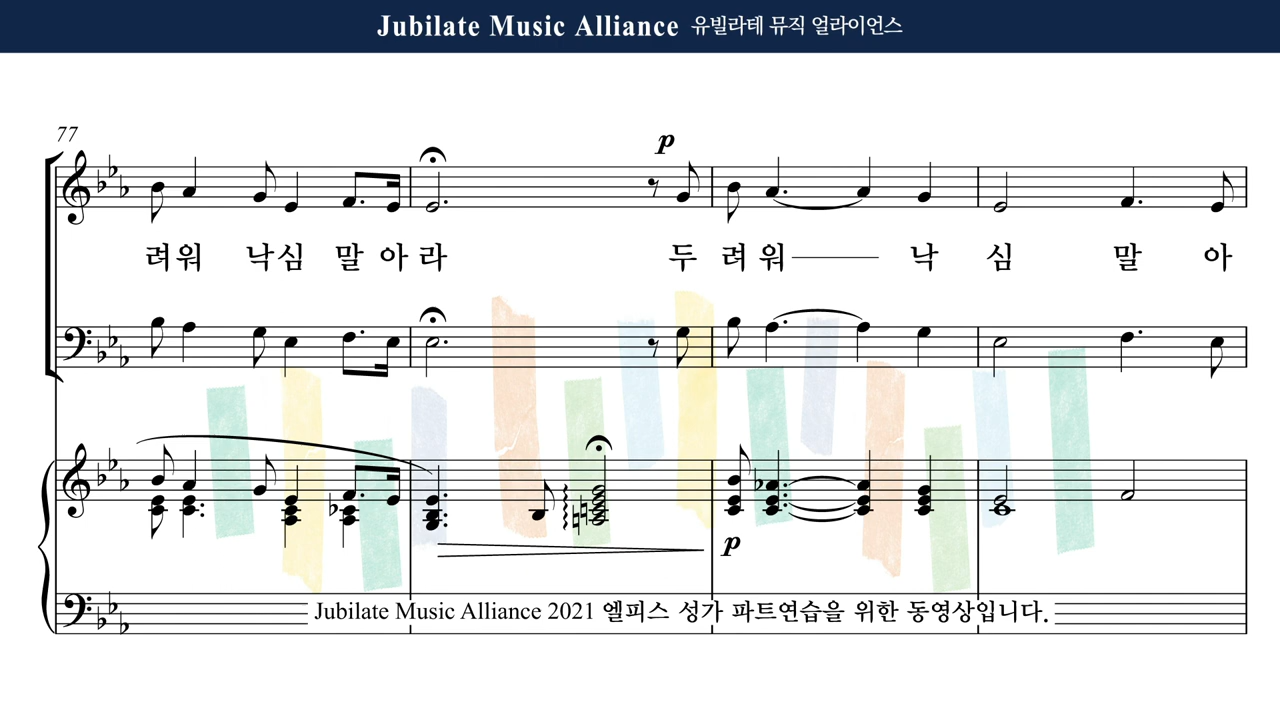 Jubilate Music Alliance 유빌라테 뮤직 얼라이언스
77
p
려워 낙심 말 아 라 두 려 워 낙 심 말 아
p
Jubilate Music Alliance 2021 엘피스 성가 파트연습을 위한 동영상입니다.